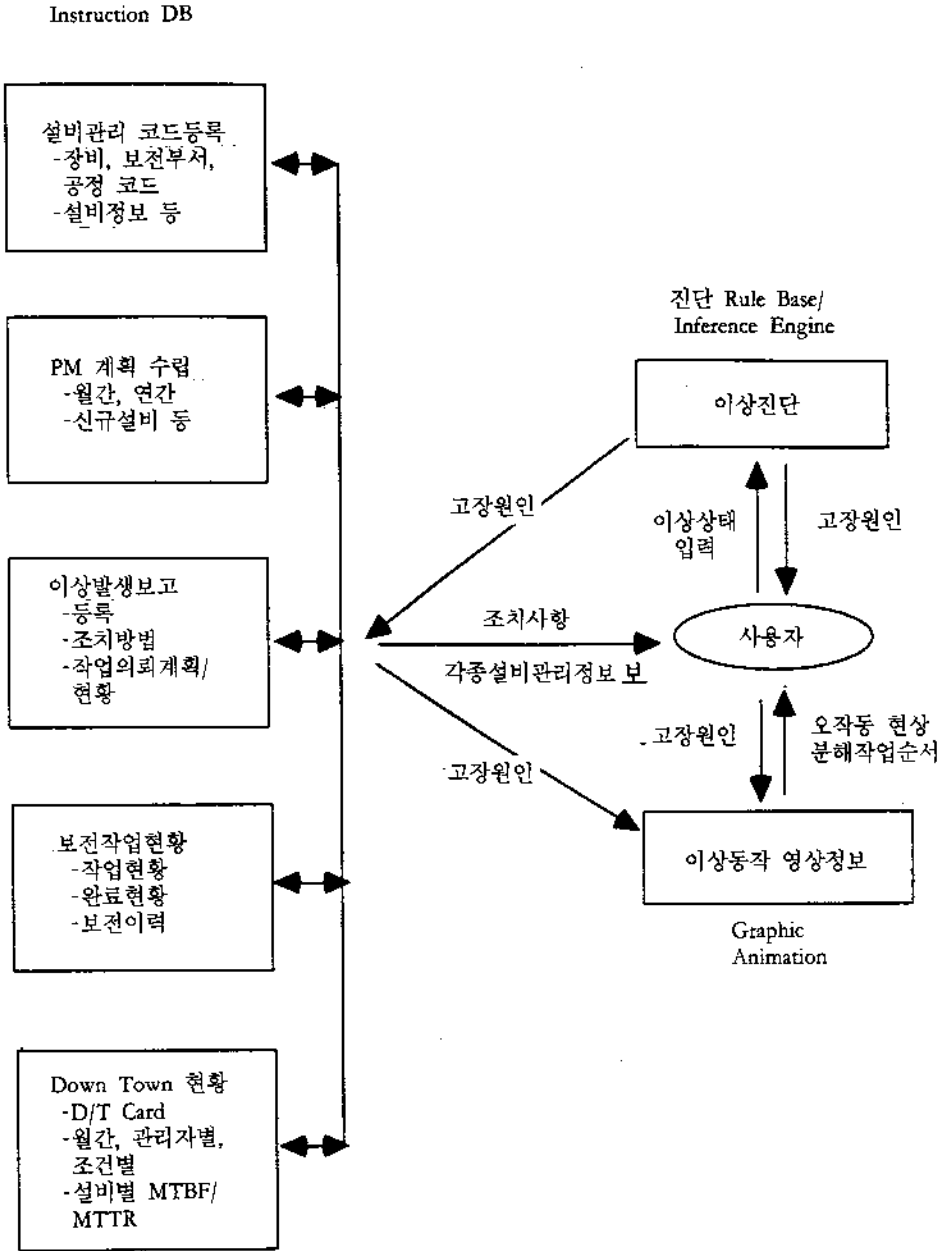 Instruction DB
설비관리 코드등록
-장비, 보전부서,
공정 코드
-설비정보 등
PM 계획 수립
-월간, 연간
-신규설비 등
이상발생보고
-등록
-조치방법
-작업의뢰계획/
현황
보전작업현황
-작업현황
-완료현황
-보전이력
Down Town 현황
-D/T Card
-월간, 관리자별,
조건별
-설비별 MTBF/
MTTR
진단 Rule Base/
Inference Engine
이상진단
고장원인
이상상태
입력
고장원인
조치사항
각종설비관리정보 보
사용자
고장원인
고장원인
오작동 현상
분해작업순서
이상동작 영상정보
Graphic
Animation